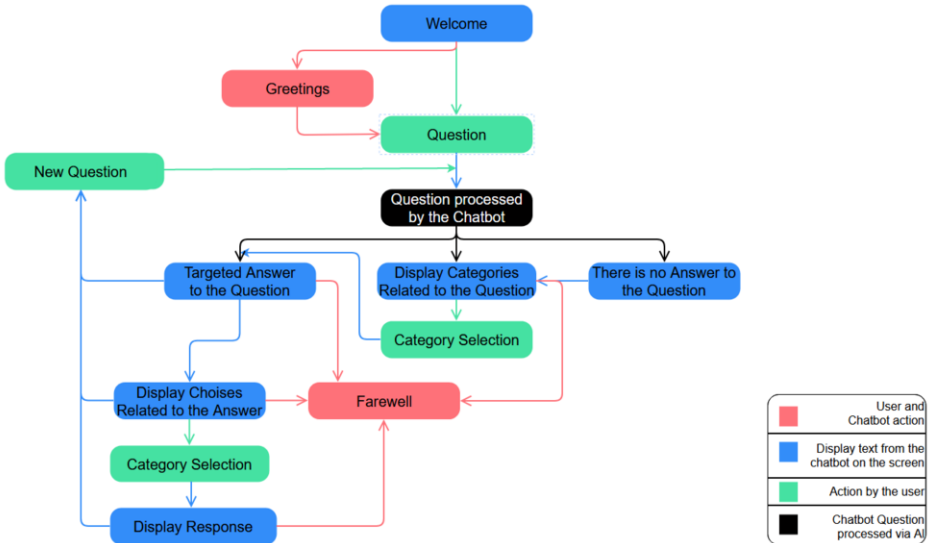 Welcome
Greetings
Question
New Question
Question processed
by the Chatbot
Targeted Answer
to the Question
Display Categories
Related to the Question
There is no Answer to
the Question
Category Selection
Display Choises
Related to the Answer
Farewell
Category Selection
Display Response
User and
Chatbot action
Display text from the
chatbot on the screen
Action by the user
Chatbot Question
processed via AI